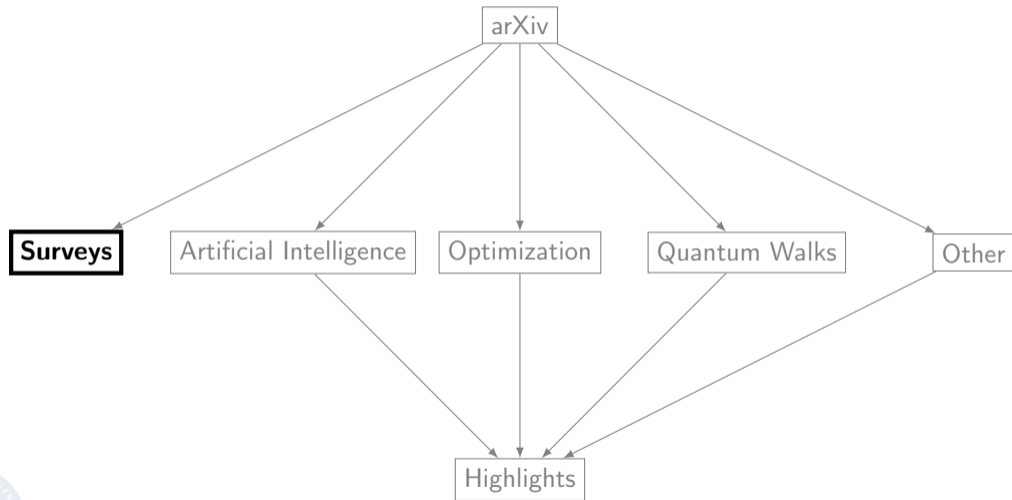 arXiv
Surveys
Artificial Intelligence
Optimization
Quantum Walks
Other
Highlights